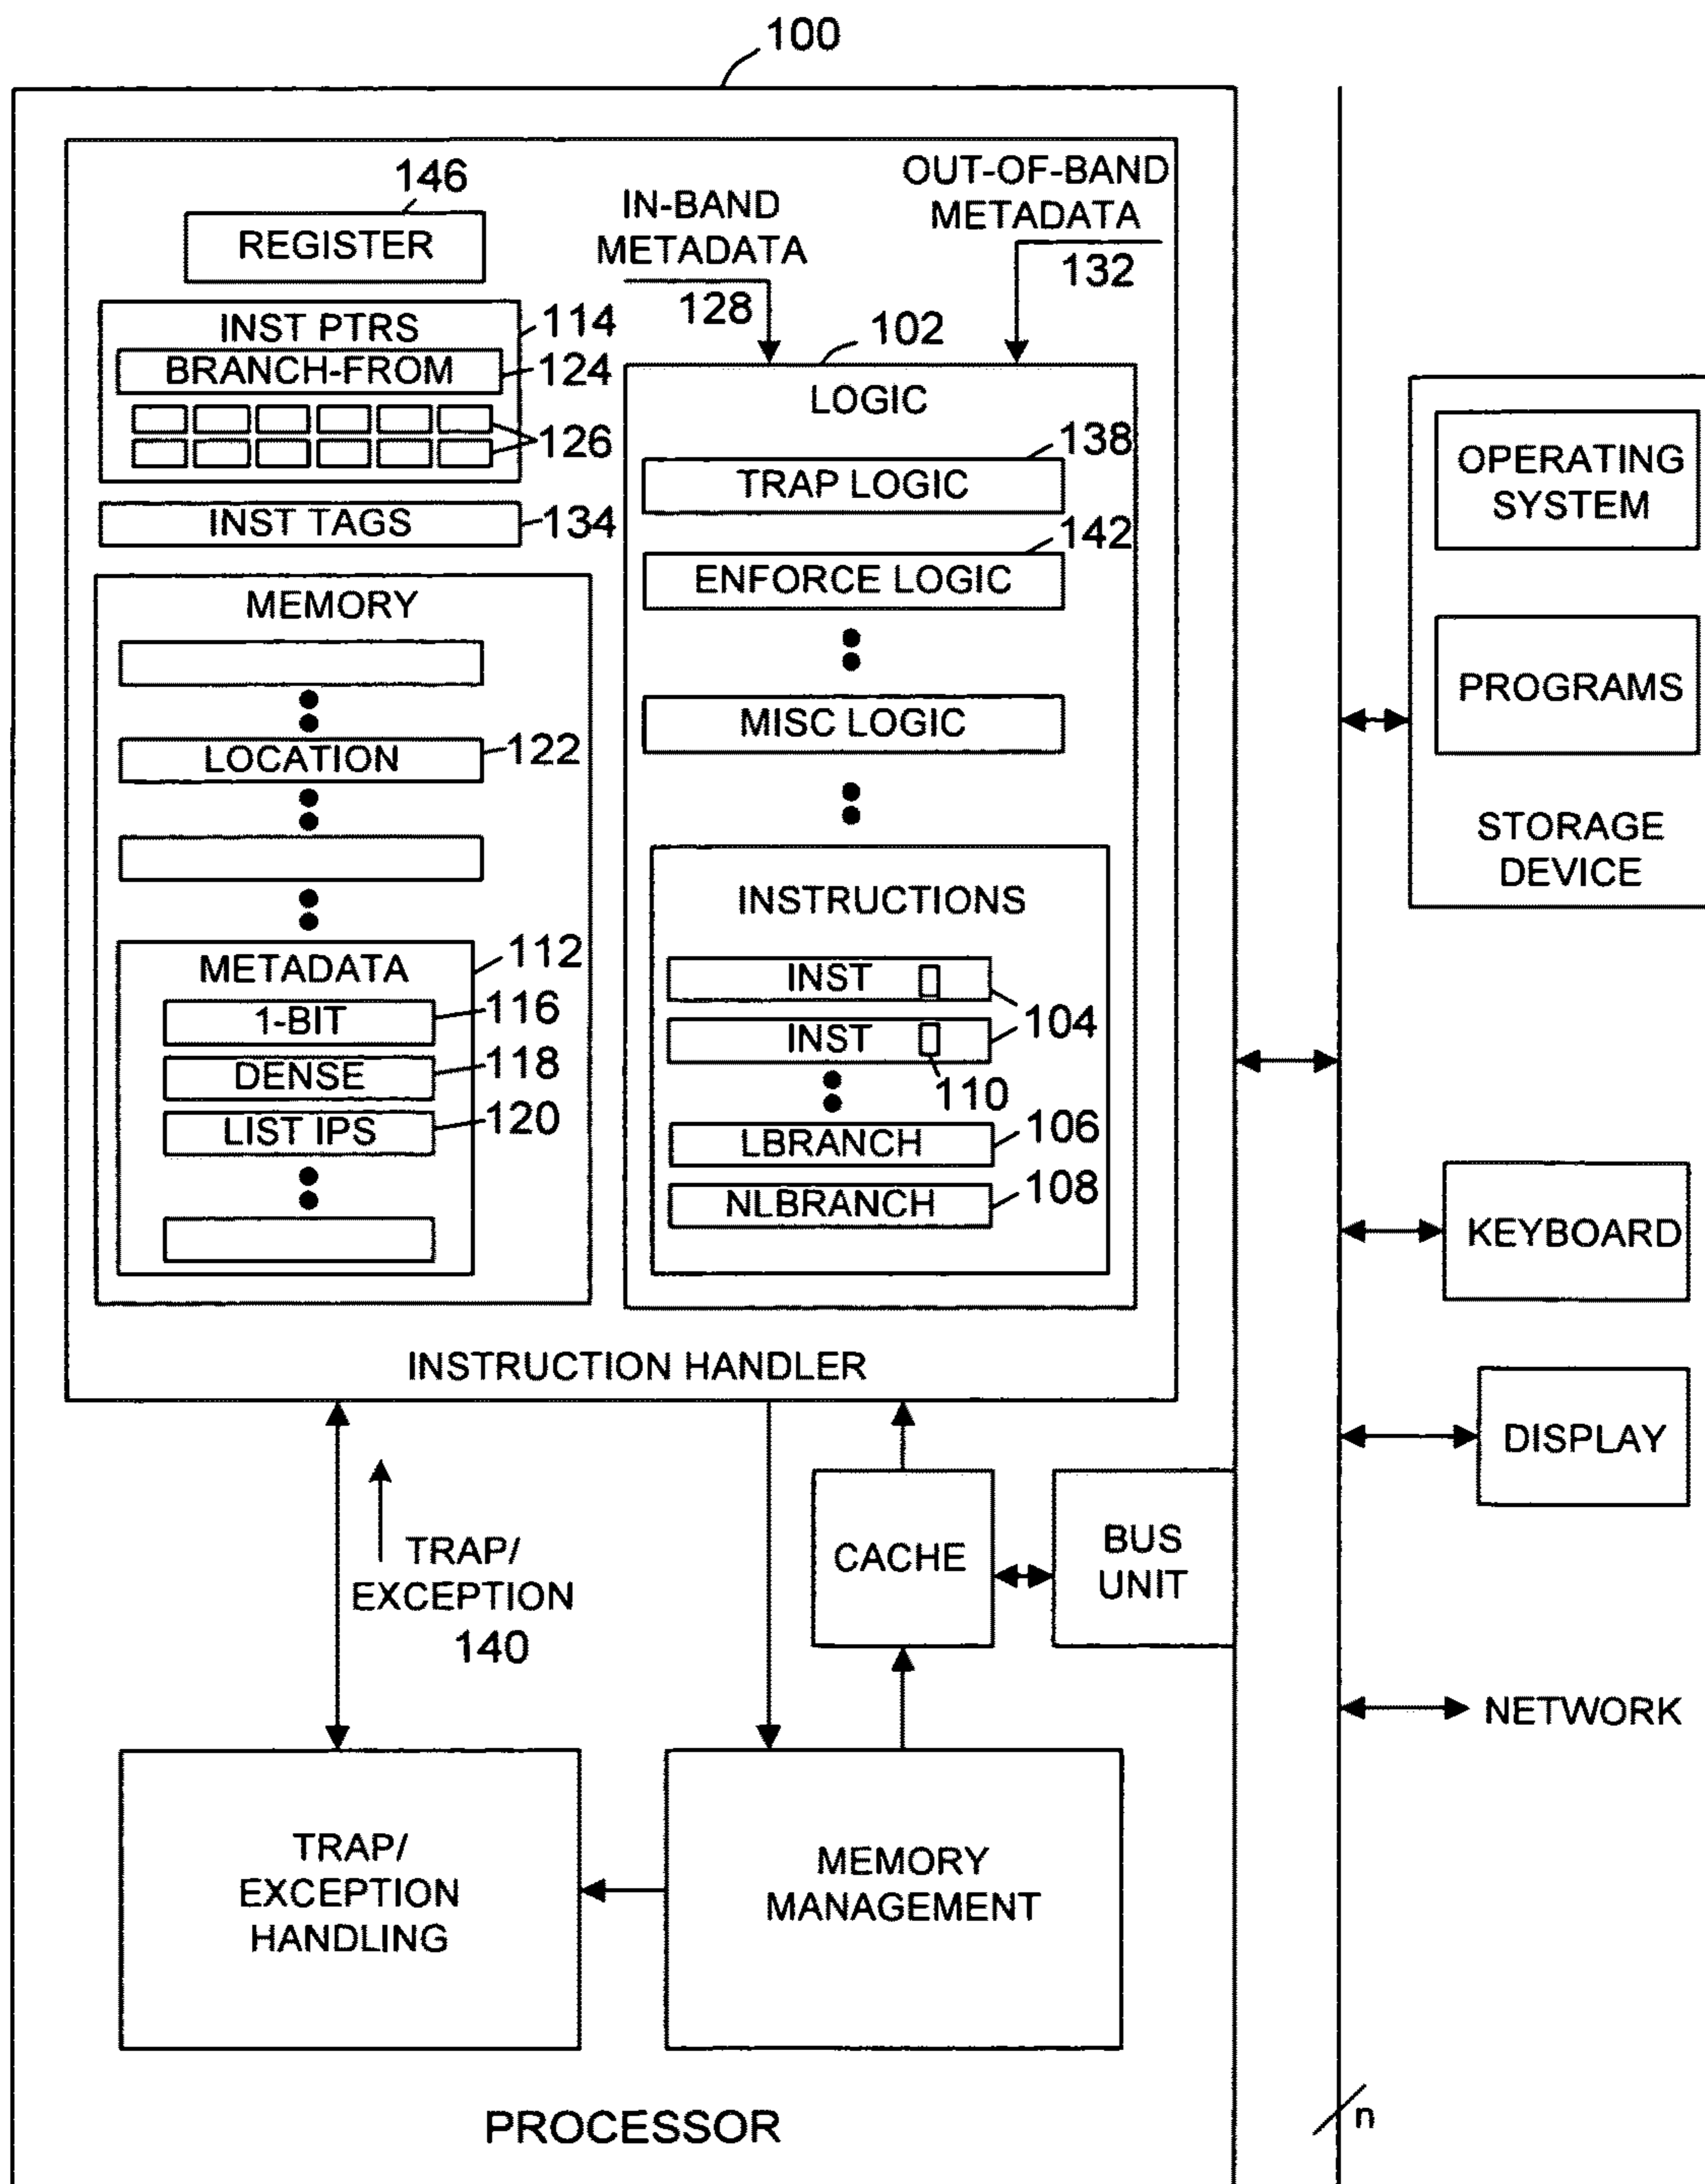 100
146
REGISTER
IN-BAND
METADATA
128
OUT-OF-BAND
METADATA
132
INST PTRS
114
BRANCH-FROM
124
126
INST TAGS
134
MEMORY
LOCATION
122
METADATA
112
1-BIT
116
DENSE
118
LIST IPS
120
102
LOGIC
138
TRAP LOGIC
142
ENFORCE LOGIC
MISC LOGIC
INSTRUCTIONS
INST
104
INST
110
LBRANCH
106
NLBRANCH
108
INSTRUCTION HANDLER
TRAP/
EXCEPTION
140
CACHE
BUS
UNIT
TRAP/
EXCEPTION
HANDLING
MEMORY
MANAGEMENT
PROCESSOR
OPERATING
SYSTEM
PROGRAMS
STORAGE
DEVICE
KEYBOARD
DISPLAY
NETWORK
n